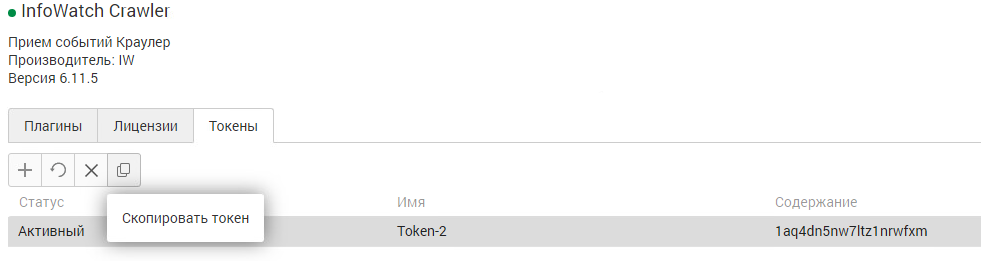 InfoWatch Crawler
Прием событий Краулер
Производитель: IW
Версия 6.11.5
Плагины Лицензии Токены
Статус Имя Содержание
Скопировать токен
Активный Token-2 1aq4dn5nw7ltz1nrwfxm